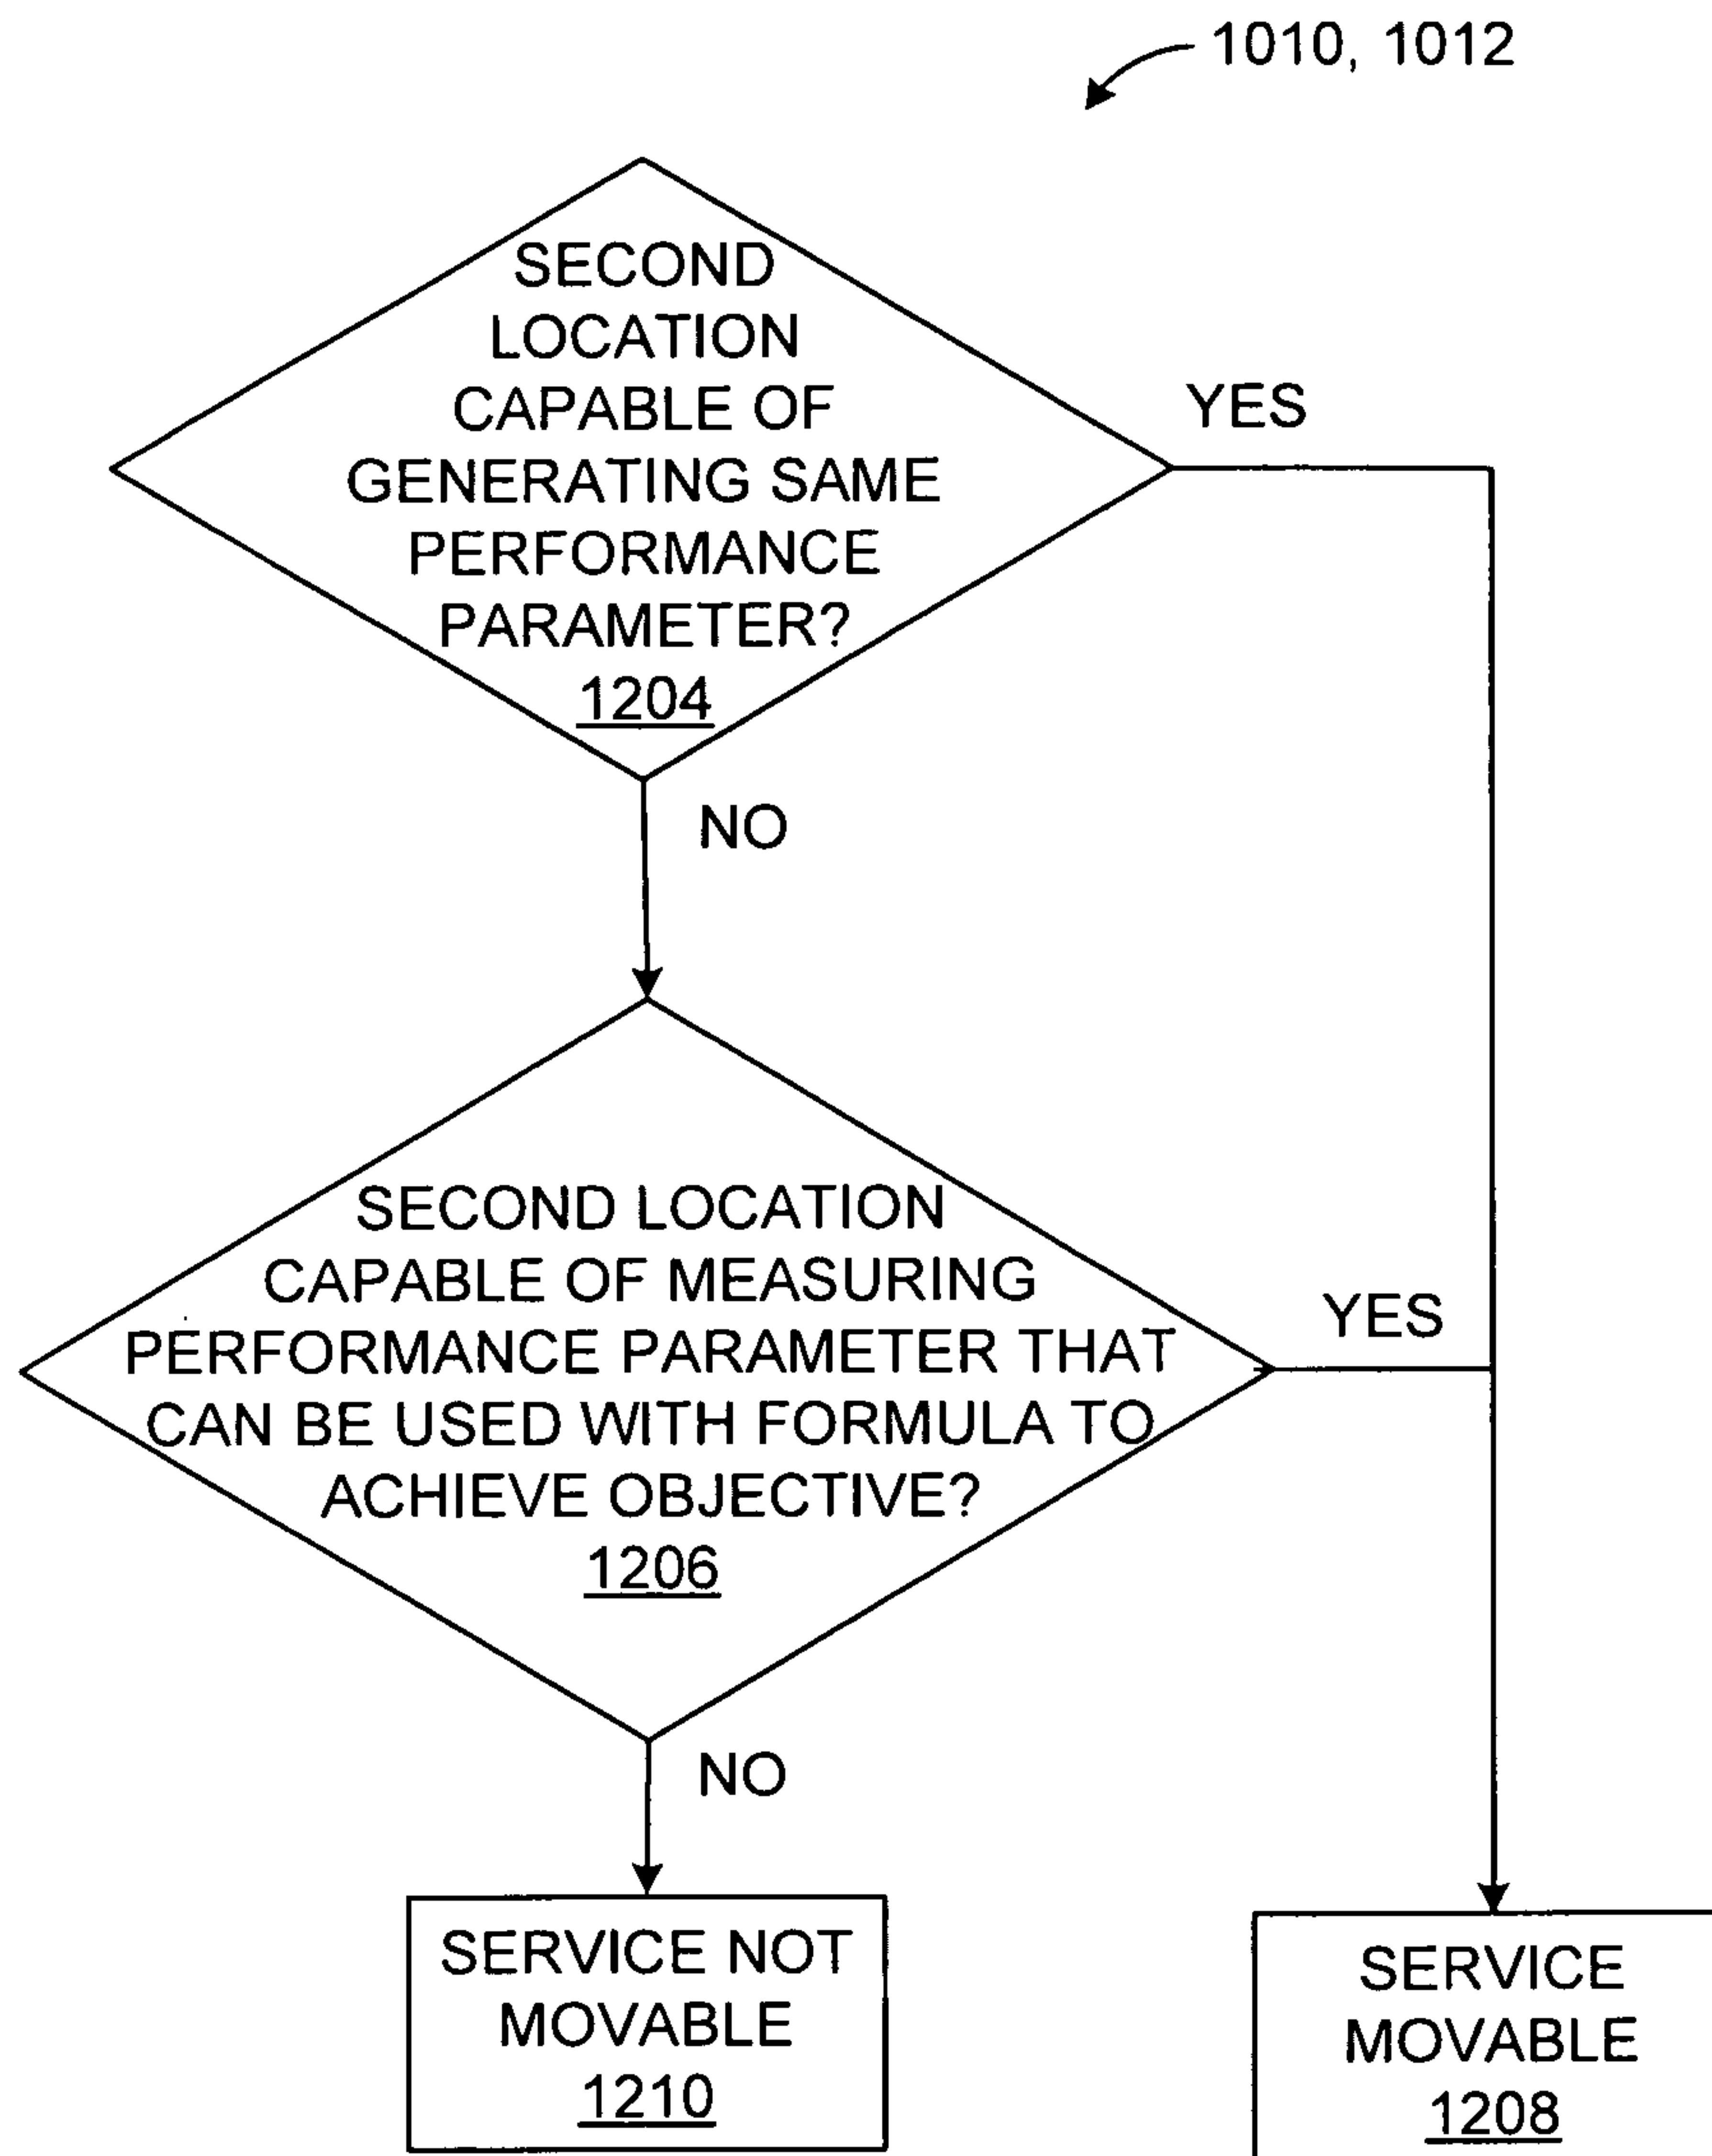 1010, 1012
SECOND
LOCATION
CAPABLE OF
GENERATING SAME
PERFORMANCE
PARAMETER?
1204
YES
NO
SECOND LOCATION
CAPABLE OF MEASURING
PERFORMANCE PARAMETER THAT
CAN BE USED WITH FORMULA TO
ACHIEVE OBJECTIVE?
1206
YES
NO
SERVICE NOT
MOVABLE
1210
SERVICE
MOVABLE
1208